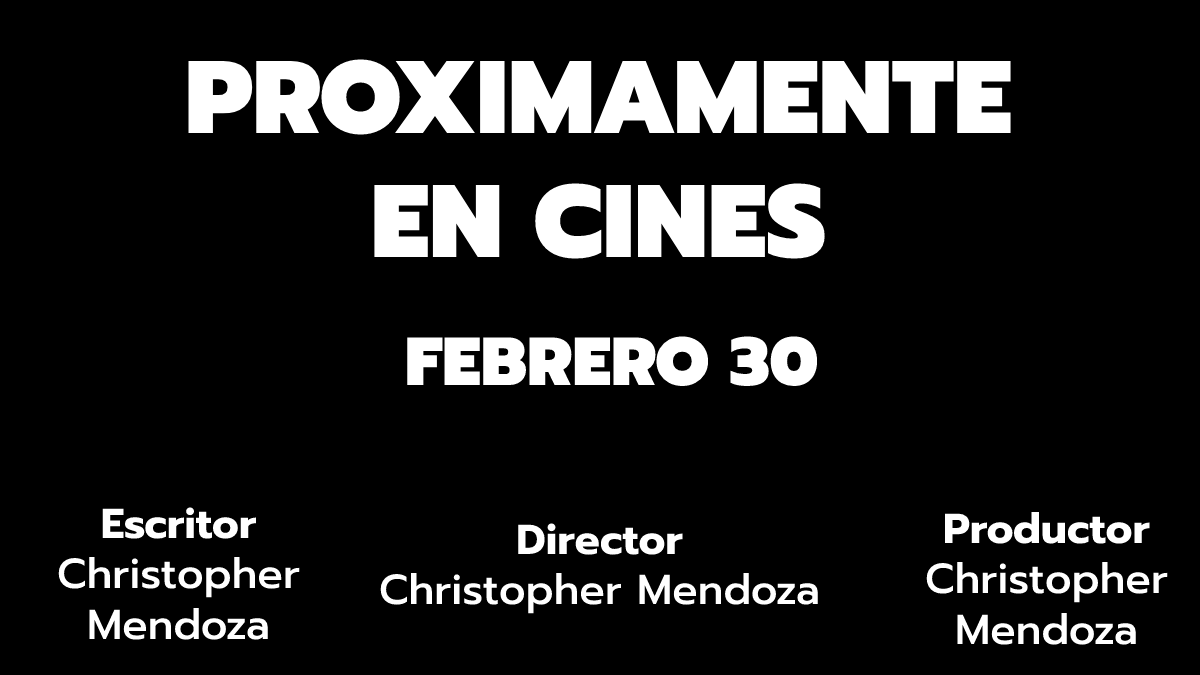 PROXIMAMENTE
EN CINES
FEBRERO 30
Escritor
Christopher
Mendoza
Director
Christopher Mendoza
Productor
Christopher
Mendoza